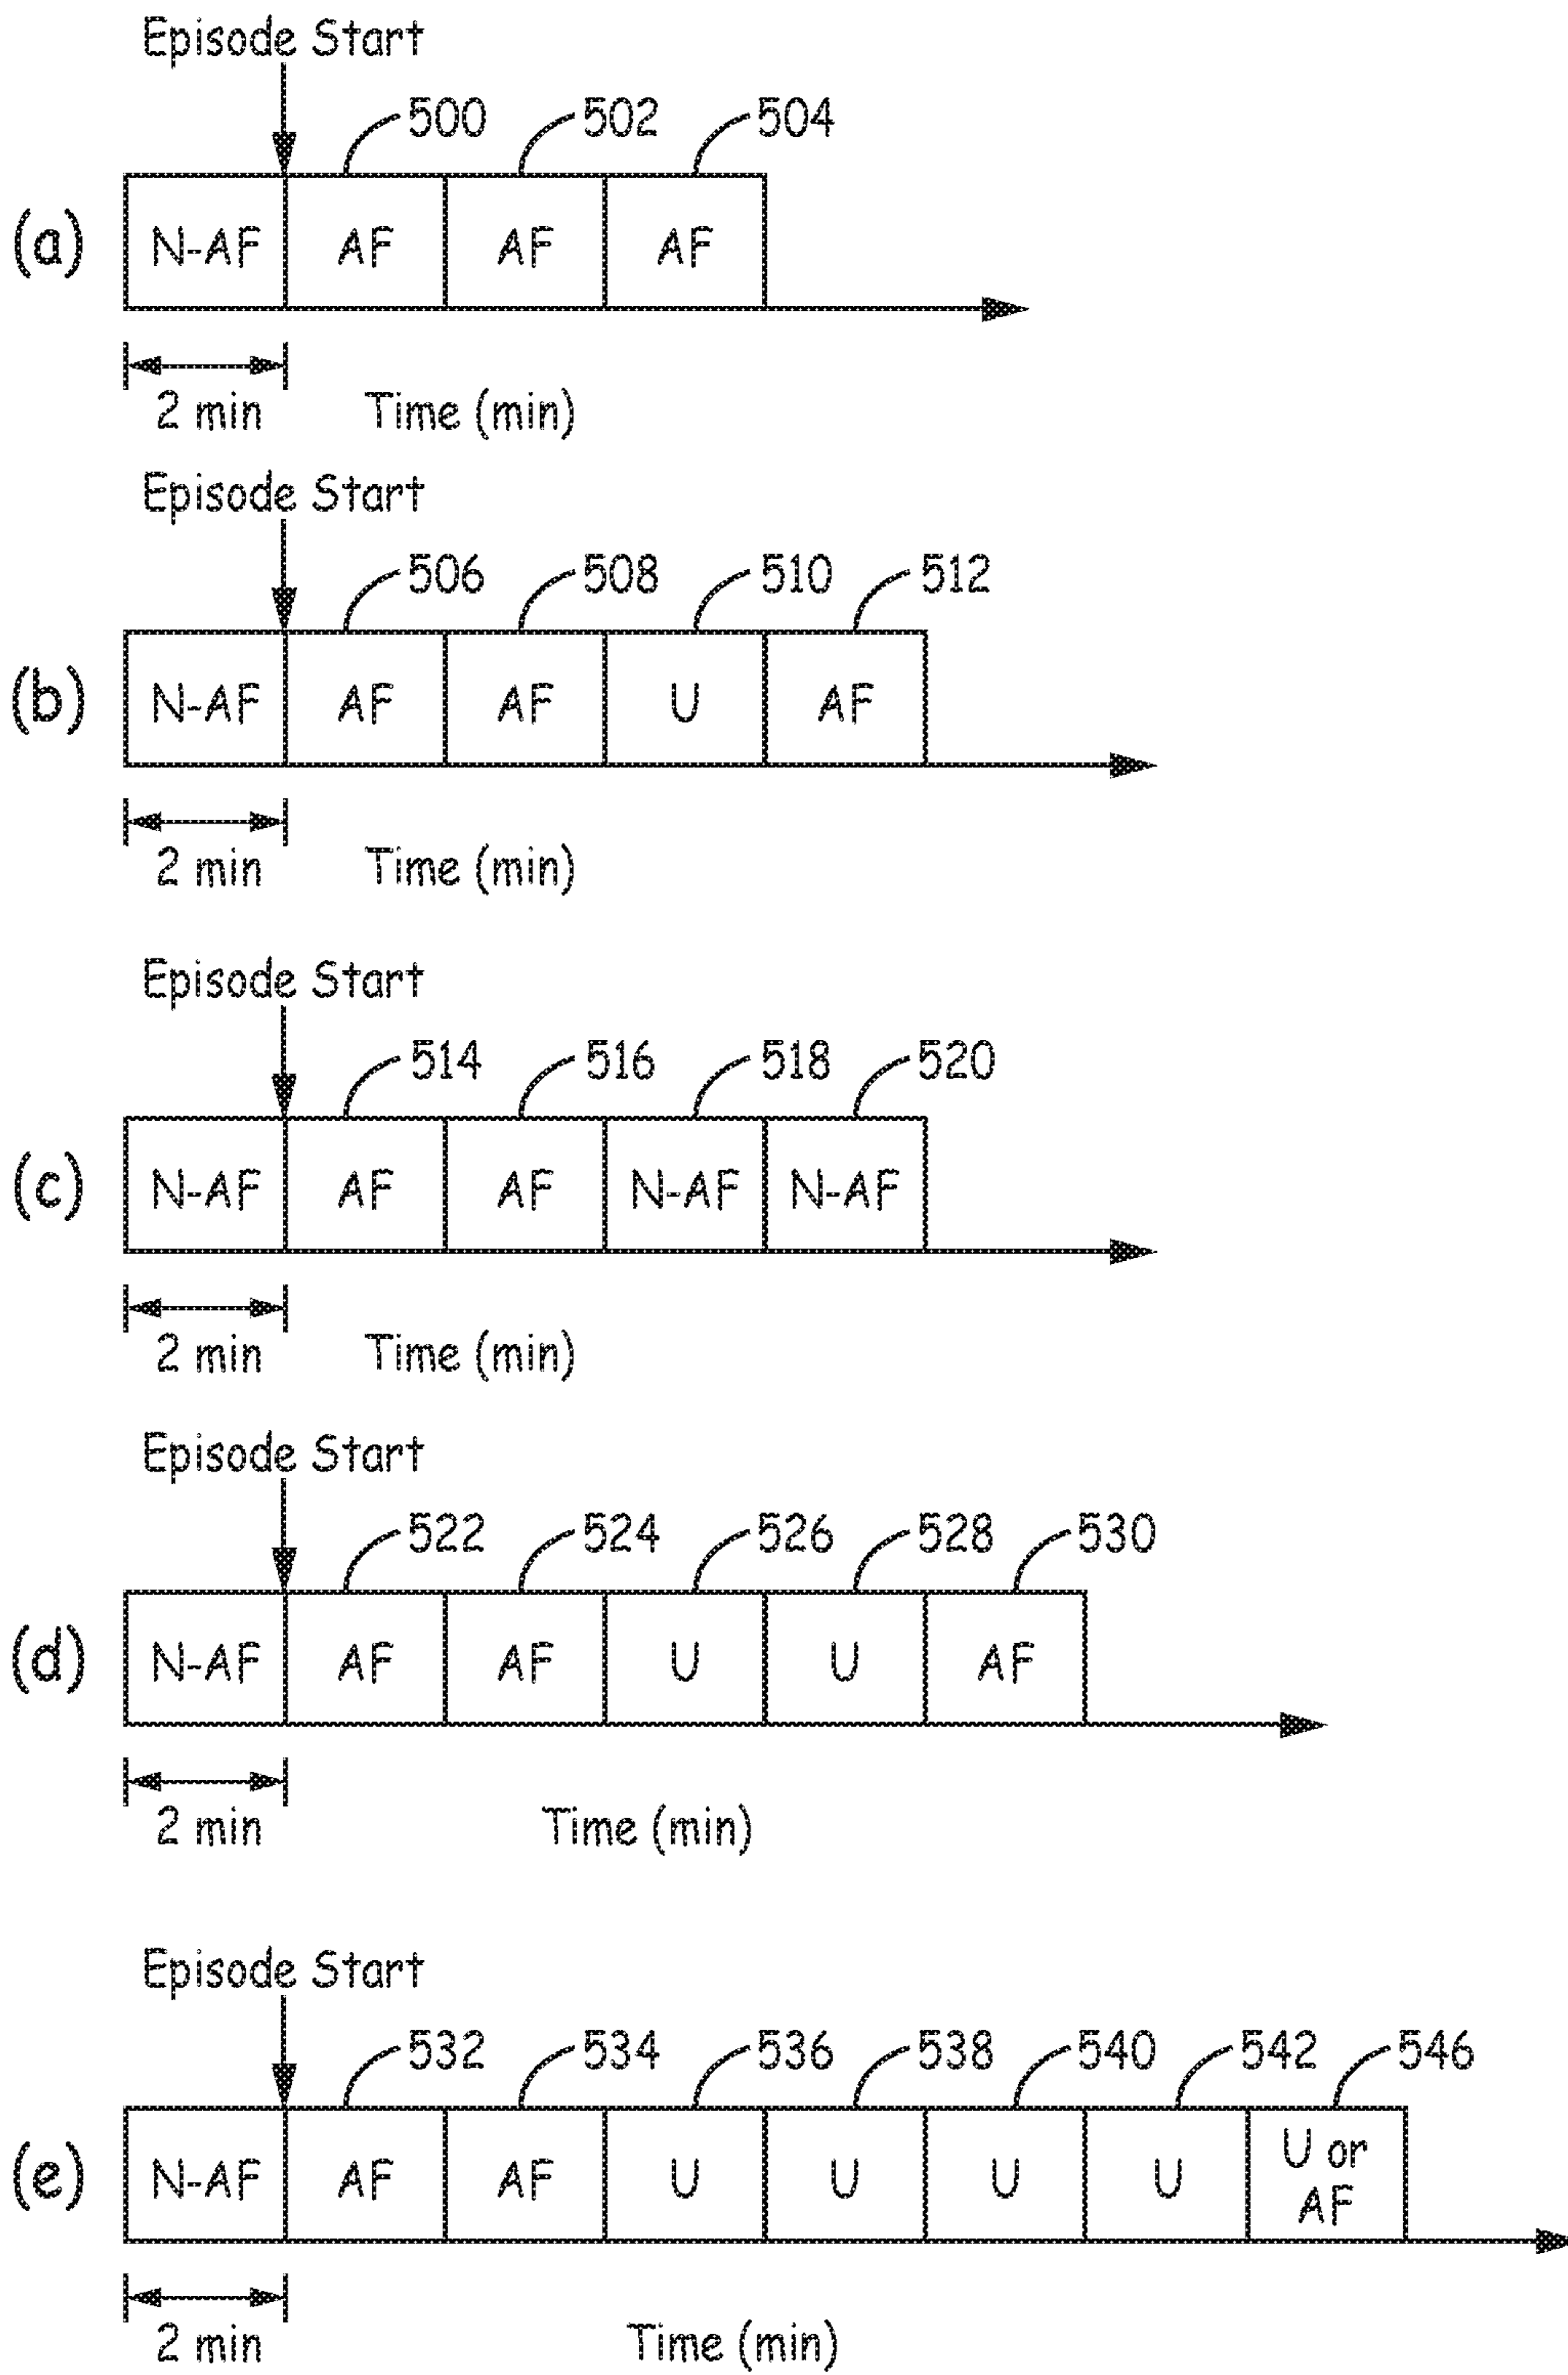 Episode Start
500 502 504
(a) N-AF AF AF AF
2 min Time (min)
Episode Start
506 508 510 512
(b) N-AF AF AF U AF
2 min Time (min)
Episode Start
514 516 518 520
(c) N-AF AF AF N-AF N-AF
2 min Time (min)
Episode Start
522 524 526 528 530
(d) N-AF AF AF U U AF
2 min Time (min)
Episode Start
532 534 536 538 540 542 546
(e) N-AF AF AF U U U U U or
AF
2 min Time (min)